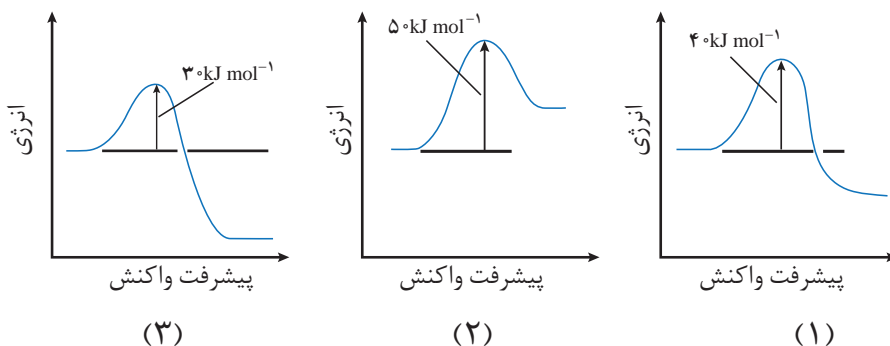 ۴۰kJ mol⁻¹
انرژی
پیشرفت واکنش
(۱)
۵۰kJ mol⁻¹
انرژی
پیشرفت واکنش
(۲)
۳۰kJ mol⁻¹
انرژی
پیشرفت واکنش
(۳)